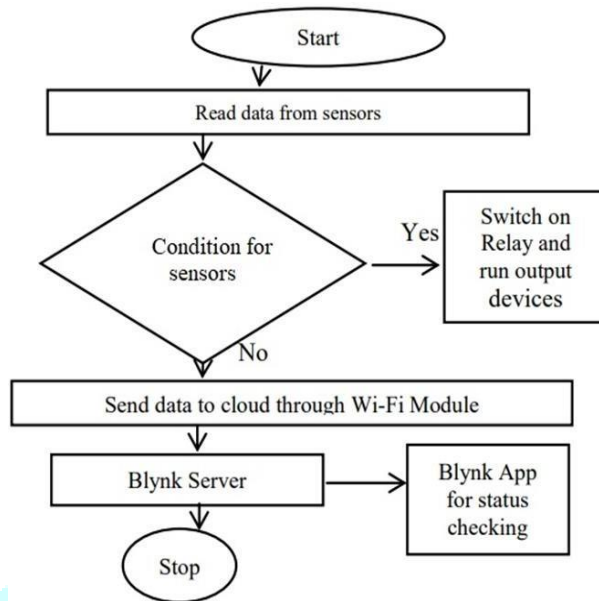 Start
Read data from sensors
Condition for
sensors
Yes
Switch on
Relay and
run output
devices
No
Send data to cloud through Wi-Fi Module
Blynk Server
Blynk App
for status
checking
Stop